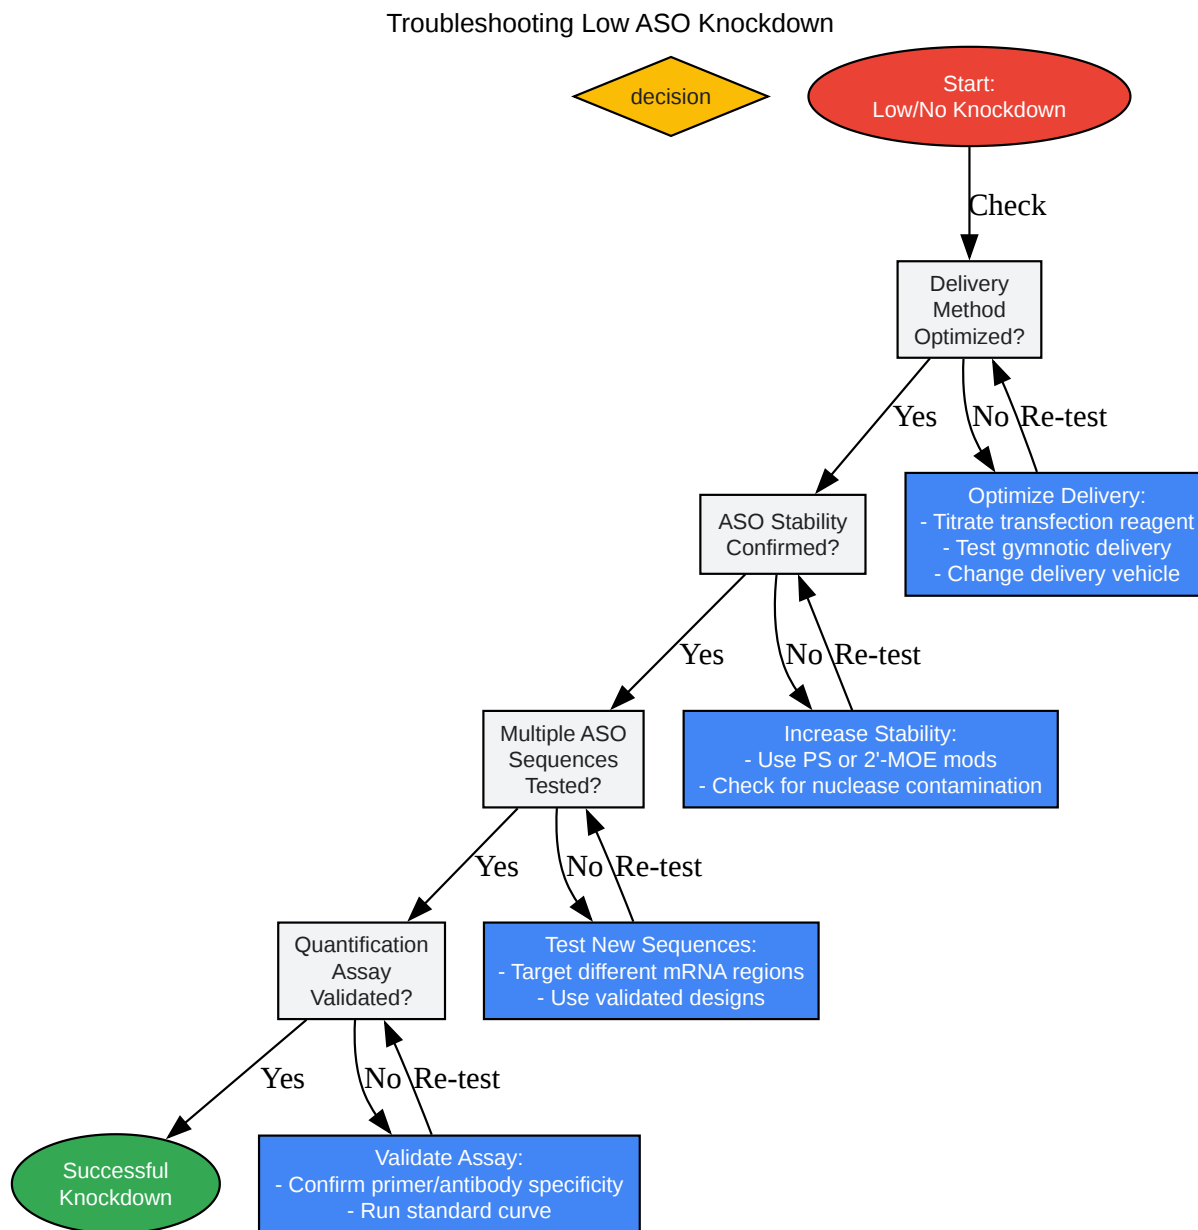 Troubleshooting Low ASO Knockdown
decision
Start:
Low/No Knockdown
Check
Delivery
Method
Optimized?
Yes
No
Re-test
Optimize Delivery:
- Titrate transfection reagent
- Test gymnotic delivery
- Change delivery vehicle
ASO Stability
Confirmed?
Yes
No
Re-test
Increase Stability:
- Use PS or 2'-MOE mods
- Check for nuclease contamination
Multiple ASO
Sequences
Tested?
Yes
No
Re-test
Test New Sequences:
- Target different mRNA regions
- Use validated designs
Quantification
Assay
Validated?
Yes
No
Re-test
Validate Assay:
- Confirm primer/antibody specificity
- Run standard curve
Successful
Knockdown